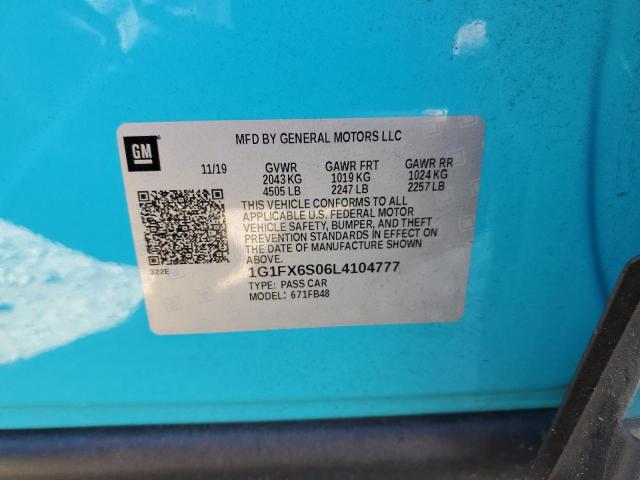 GM
MFD BY GENERAL MOTORS LLC
11/19 GVWR GAWR FRT GAWR RR
2043 KG 1019 KG 1024 KG
4505 LB 2247 LB 2257 LB
THIS VEHICLE CONFORMS TO ALL
APPLICABLE U.S. FEDERAL MOTOR
VEHICLE SAFETY, BUMPER, AND THEFT
PREVENTION STANDARDS IN EFFECT ON
THE DATE OF MANUFACTURE SHOWN
ABOVE.
322E
1G1FX6S06L4104777
TYPE: PASS CAR
MODEL: 671FB48